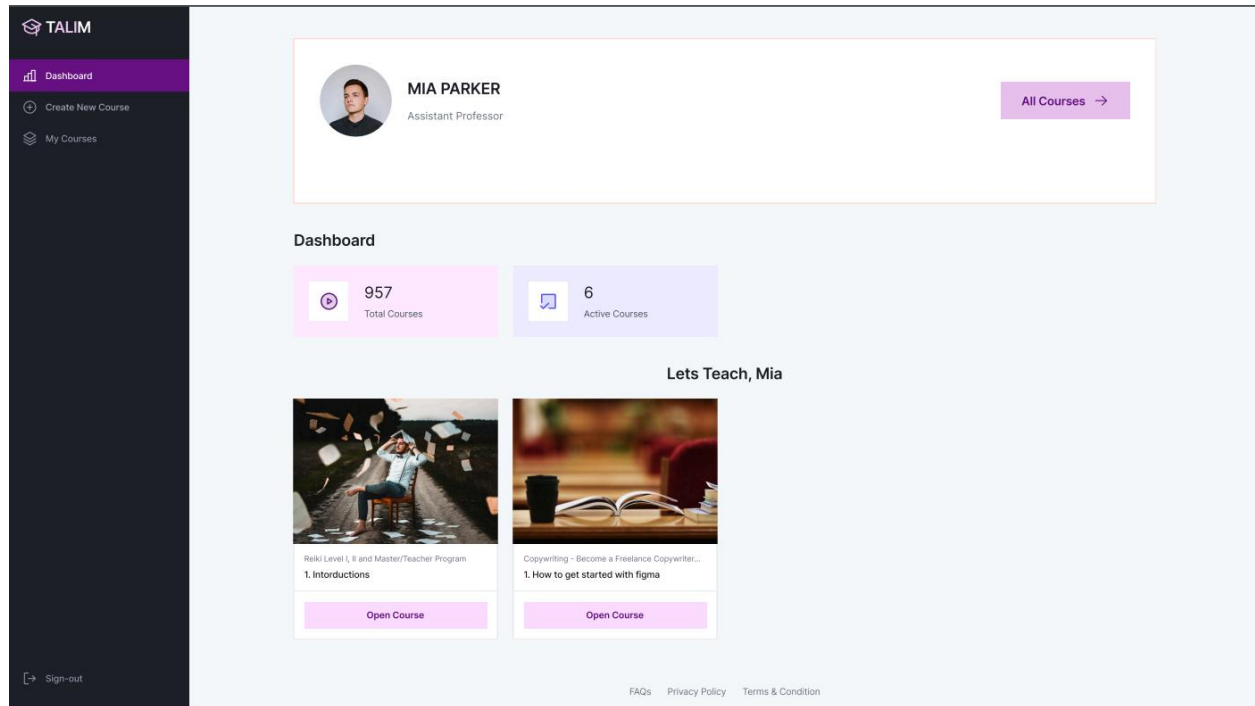 TALIM
Dashboard
Create New Course
My Courses
Sign-out
MIA PARKER
Assistant Professor
All Courses →
Dashboard
957
Total Courses
6
Active Courses
Lets Teach, Mia
Reiki Level I, II and Master/Teacher Program
1. Intorductions
Open Course
Copywriting - Become a Freelance Copywriter...
1. How to get started with figma
Open Course
FAQs Privacy Policy Terms & Condition